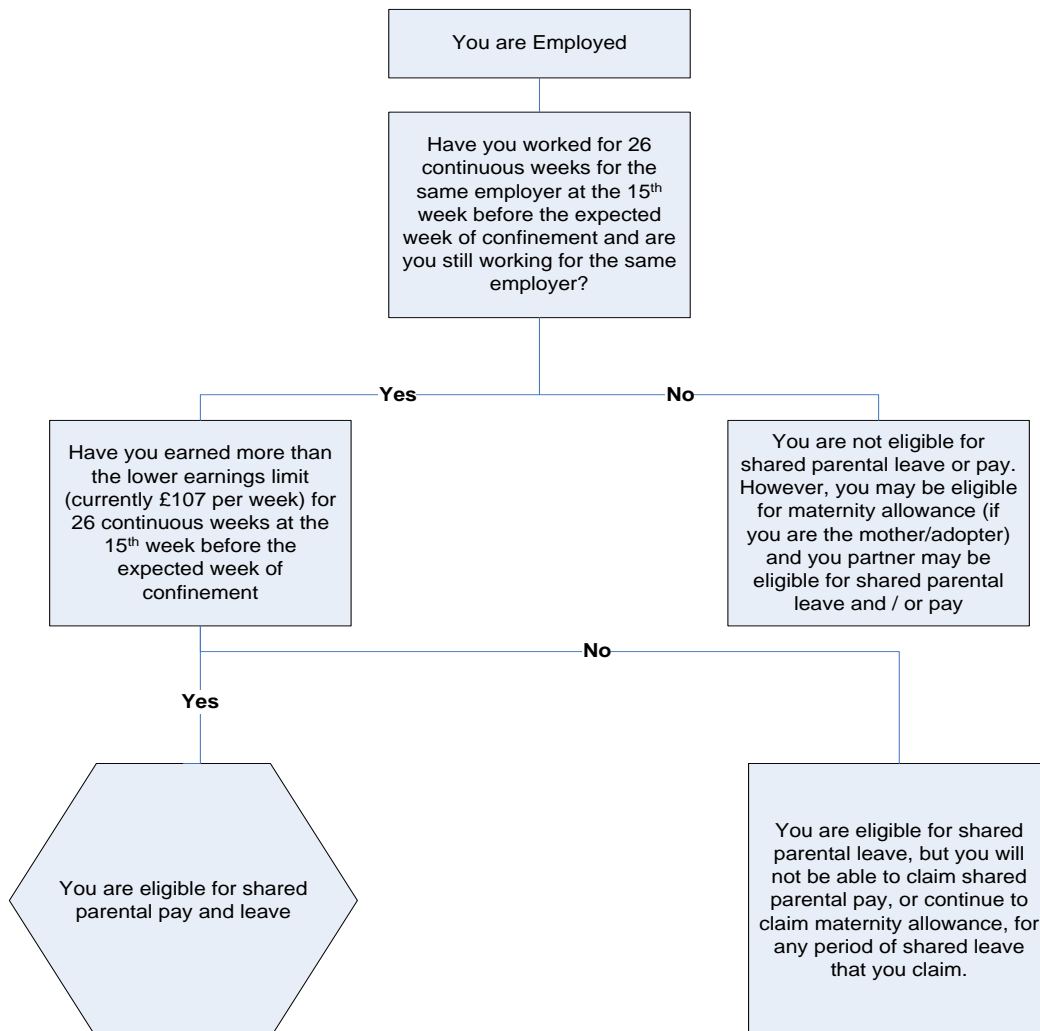 You are Employed
Have you worked for 26
continuous weeks for the
same employer at the 15th
week before the expected
week of confinement and are
you still working for the same
employer?
Yes
No
Have you earned more than
the lower earnings limit
(currently £107 per week) for
26 continuous weeks at the
15th week before the
expected week of
confinement
You are not eligible for
shared parental leave or pay.
However, you may be eligible
for maternity allowance (if
you are the mother/adopter)
and you partner may be
eligible for shared parental
leave and / or pay
No
Yes
You are eligible for shared
parental pay and leave
You are eligible for shared
parental leave, but you will
not be able to claim shared
parental pay, or continue to
claim maternity allowance, for
any period of shared leave
that you claim.